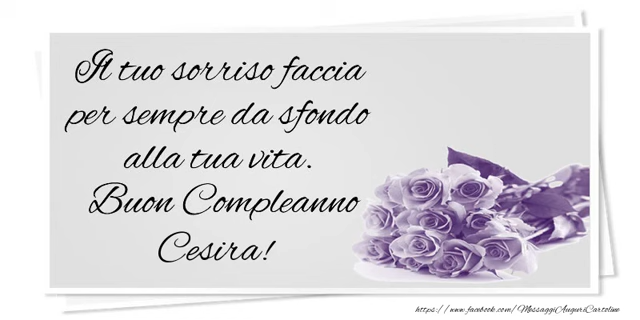 Il tuo sorriso faccia
per sempre da sfondo
alla tua vita.
Buon Compleanno
Cesira!
https://www.facebook.com/MessaggiAuguriCartoline